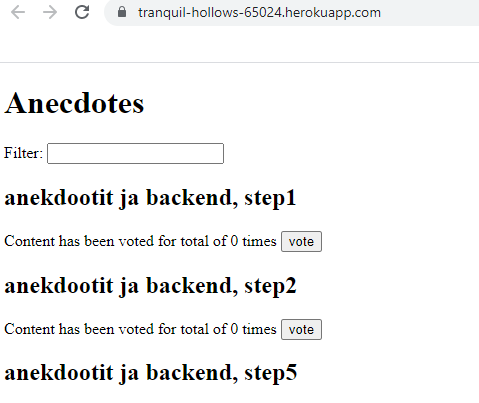 tranquil-hollows-65024.herokuapp.com
Anecdotes
Filter:
anekdootit ja backend, step1
Content has been voted for total of 0 times vote
anekdootit ja backend, step2
Content has been voted for total of 0 times vote
anekdootit ja backend, step5